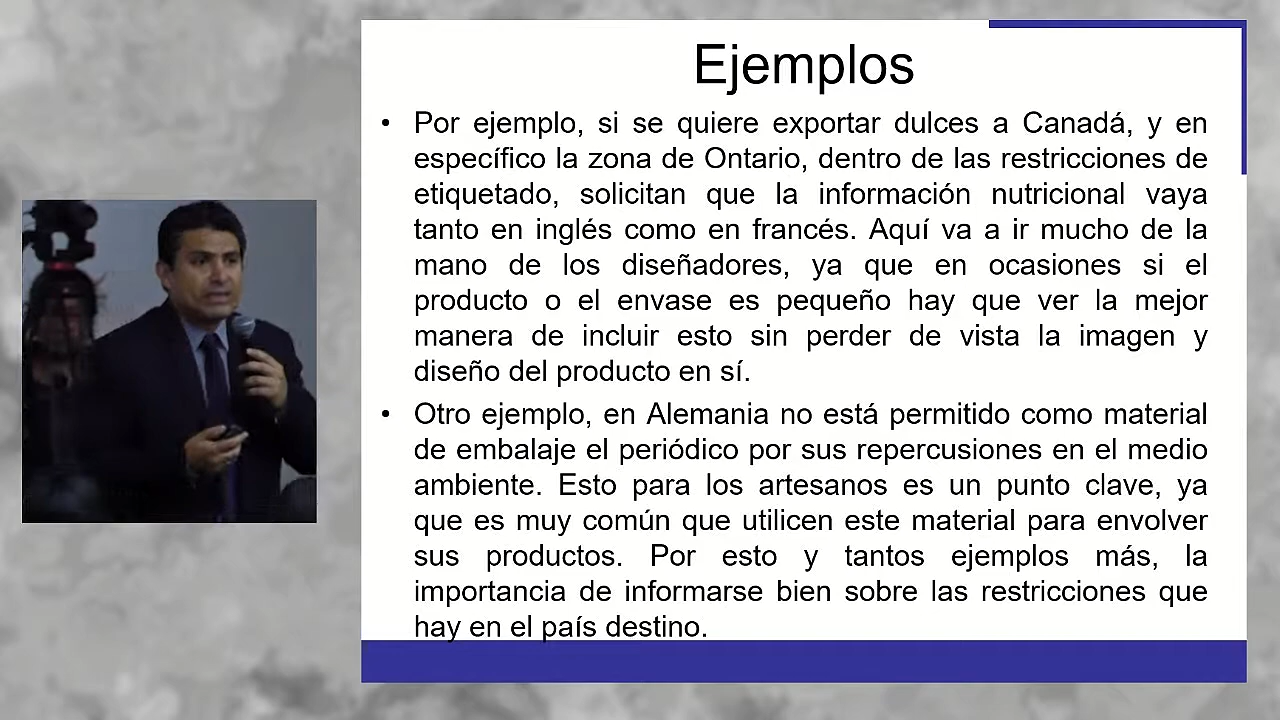 Ejemplos
• Por ejemplo, si se quiere exportar dulces a Canadá, y en
específico la zona de Ontario, dentro de las restricciones de
etiquetado, solicitan que la información nutricional vaya
tanto en inglés como en francés. Aquí va a ir mucho de la
mano de los diseñadores, ya que en ocasiones si el
producto o el envase es pequeño hay que ver la mejor
manera de incluir esto sin perder de vista la imagen y
diseño del producto en sí.
• Otro ejemplo, en Alemania no está permitido como material
de embalaje el periódico por sus repercusiones en el medio
ambiente. Esto para los artesanos es un punto clave, ya
que es muy común que utilicen este material para envolver
sus productos. Por esto y tantos ejemplos más, la
importancia de informarse bien sobre las restricciones que
hay en el país destino.